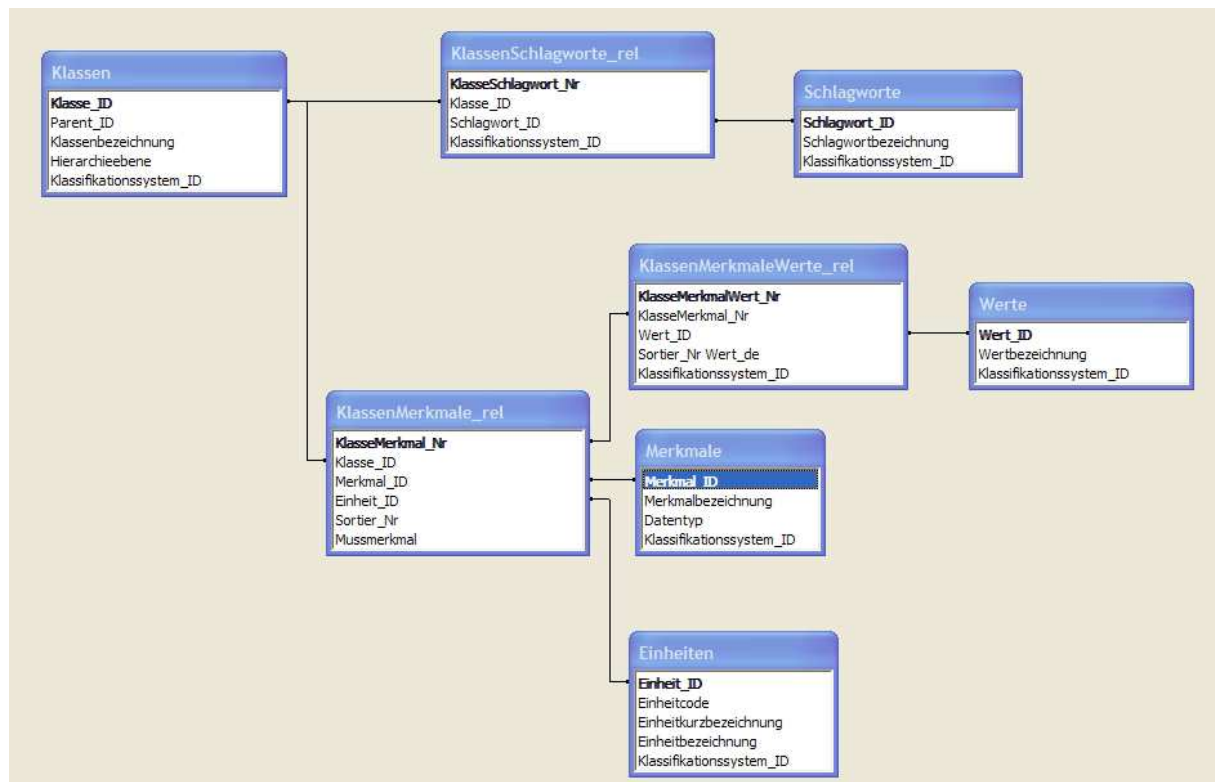 Klassen
Klasse_ID
Parent_ID
Klassenbezeichnung
Hierarchieebene
Klassifikationssystem_ID
KlassenSchlagworte_rel
KlasseSchlagwort_Nr
Klasse_ID
Schlagwort_ID
Klassifikationssystem_ID
Schlagworte
Schlagwort_ID
Schlagwortbezeichnung
Klassifikationssystem_ID
KlassenMerkmaleWerte_rel
KlasseMerkmalWert_Nr
KlasseMerkmal_Nr
Wert_ID
Sortier_Nr Wert_de
Klassifikationssystem_ID
Werte
Wert_ID
Wertbezeichnung
Klassifikationssystem_ID
KlassenMerkmale_rel
KlasseMerkmal_Nr
Klasse_ID
Merkmal_ID
Einheit_ID
Sortier_Nr
Mussmerkmal
Merkmale
Merkmal_ID
Merkmalbezeichnung
Datentyp
Klassifikationssystem_ID
Einheiten
Einheit_ID
Einheitcode
Einheitkurzbezeichnung
Einheitbezeichnung
Klassifikationssystem_ID